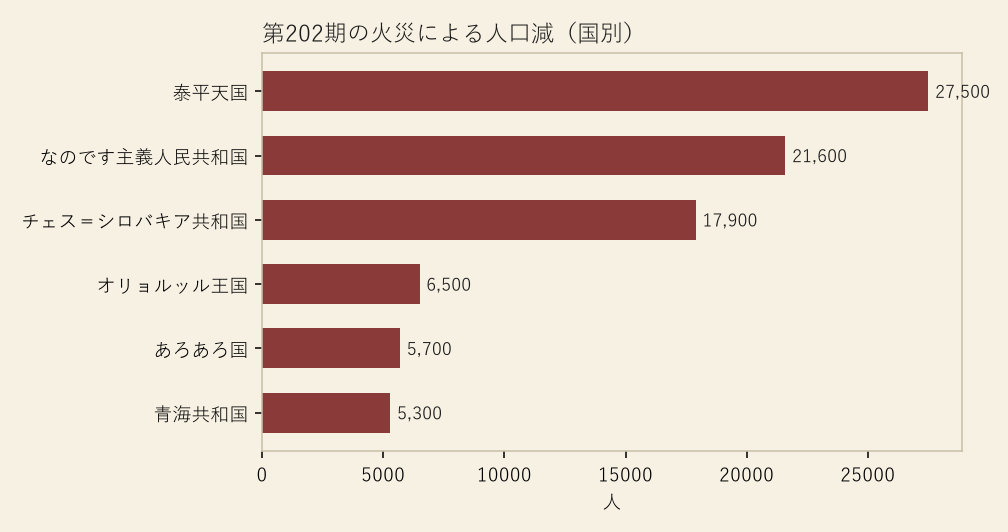 第202期の火災による人口減（国別）
泰平天国
27,500
なのです主義人民共和国
21,600
チェス＝シロバキア共和国
17,900
オリョルッル王国
6,500
あろあろ国
5,700
青海共和国
5,300
0 5000 10000 15000 20000 25000
人